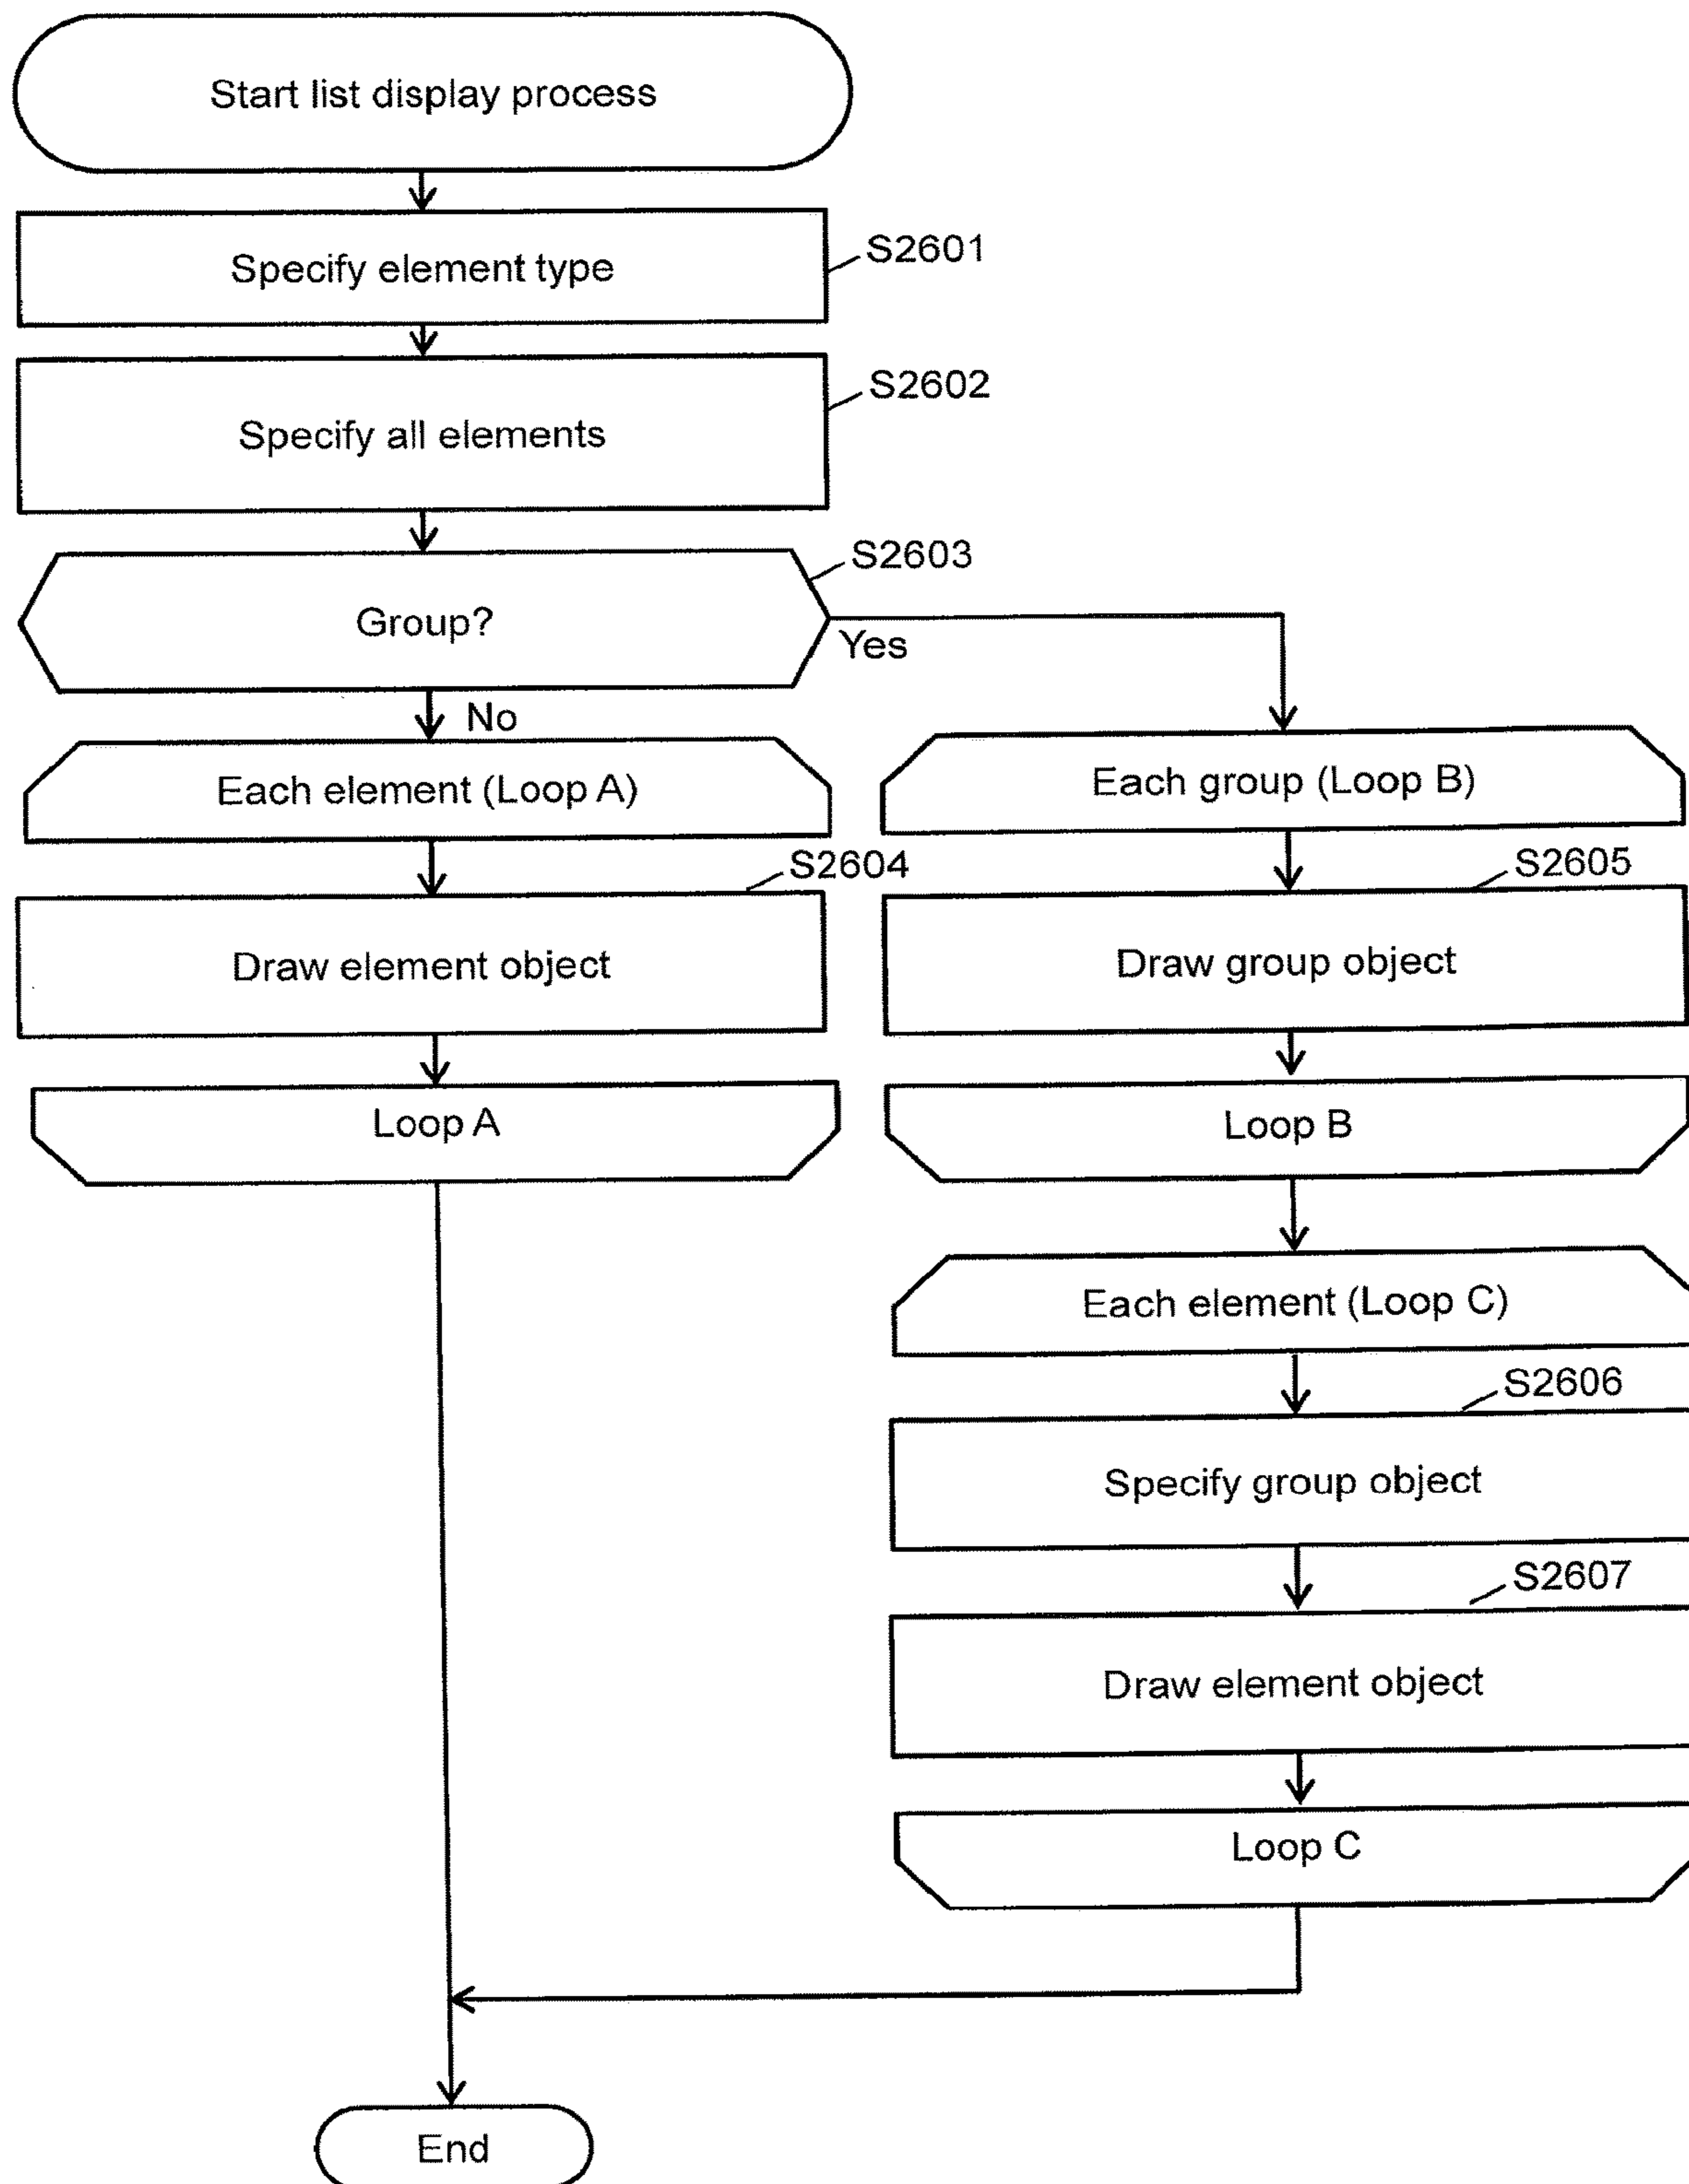 Start list display process
Specify element type
S2601
Specify all elements
S2602
Group?
S2603
Yes
No
Each element (Loop A)
Each group (Loop B)
S2604
S2605
Draw element object
Draw group object
Loop A
Loop B
Each element (Loop C)
S2606
Specify group object
S2607
Draw element object
Loop C
End